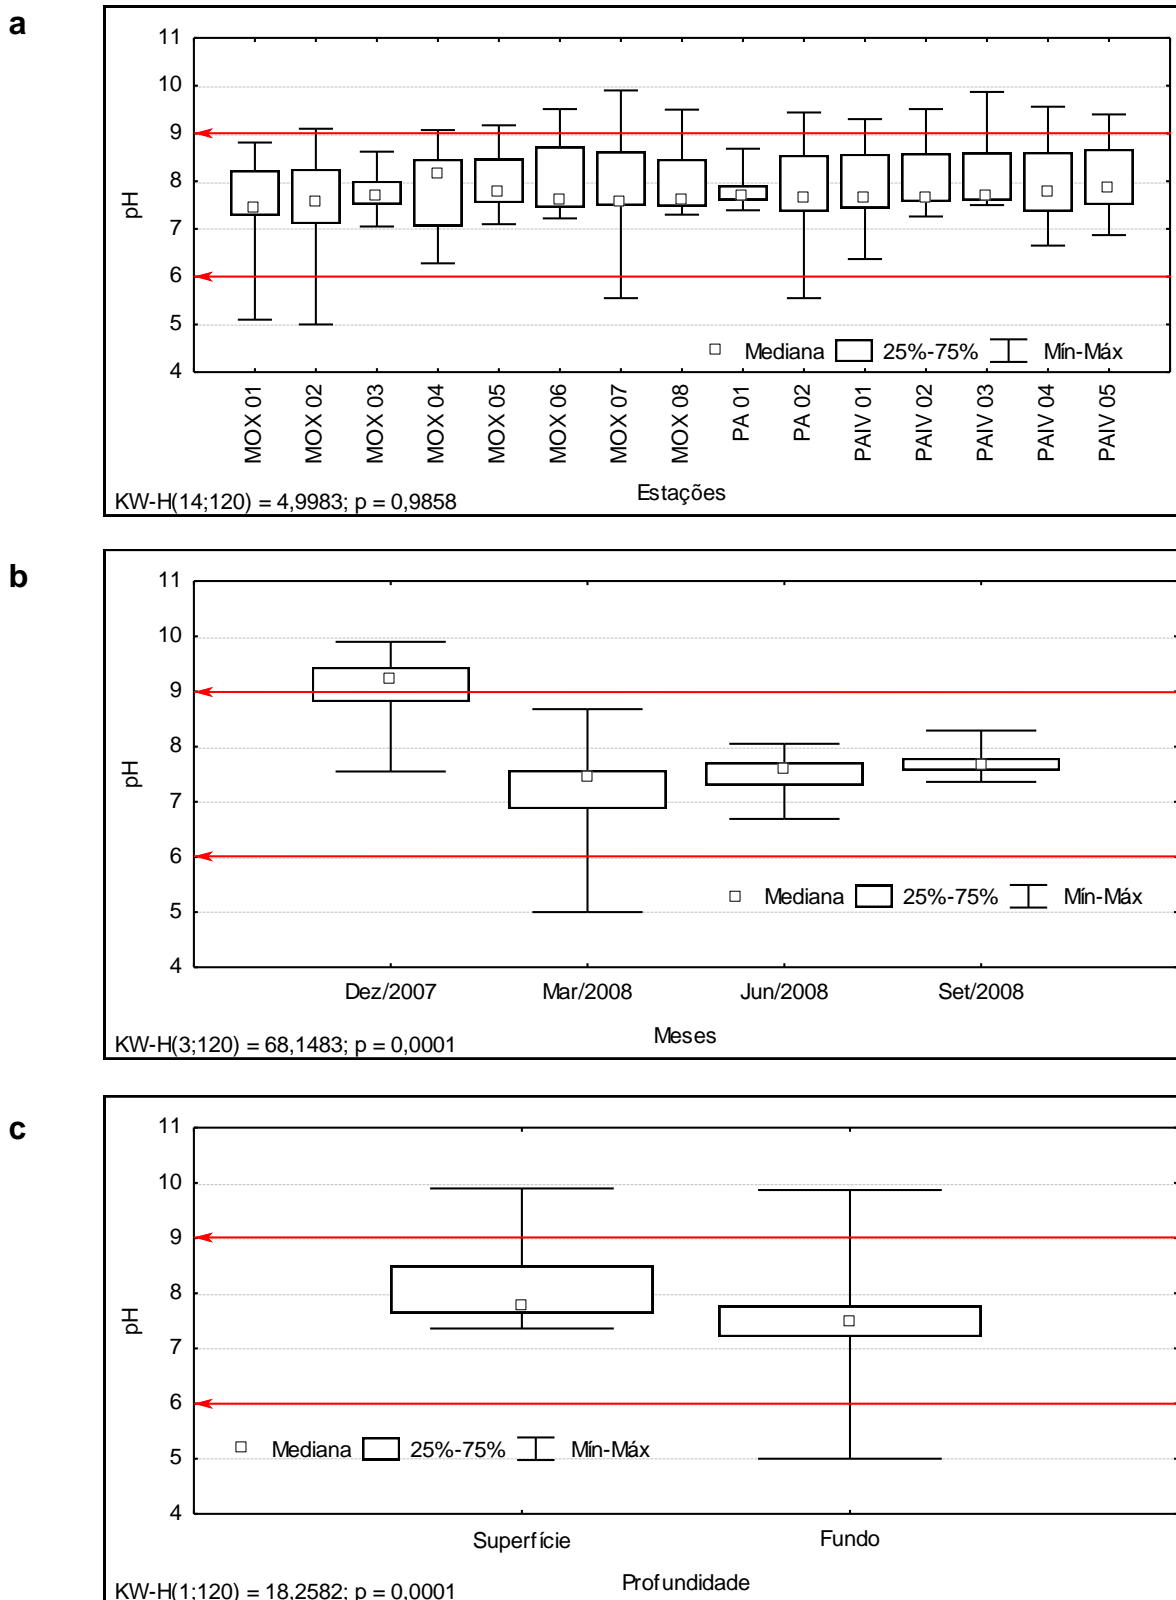 a
11
10
9
8
7
6
5
4
pH
Mediana 25%-75% Mín-Máx
MOX 01 MOX 02 MOX 03 MOX 04 MOX 05 MOX 06 MOX 07 MOX 08 PA 01 PA 02 PAIV 01 PAIV 02 PAIV 03 PAIV 04 PAIV 05
Estações
KW-H(14;120) = 4,9983; p = 0,9858
b
11
10
9
8
7
6
5
4
pH
Mediana 25%-75% Mín-Máx
Dez/2007 Mar/2008 Jun/2008 Set/2008
Meses
KW-H(3;120) = 68,1483; p = 0,0001
c
11
10
9
8
7
6
5
4
pH
Mediana 25%-75% Mín-Máx
Superfície Fundo
Profundidade
KW-H(1;120) = 18,2582; p = 0,0001